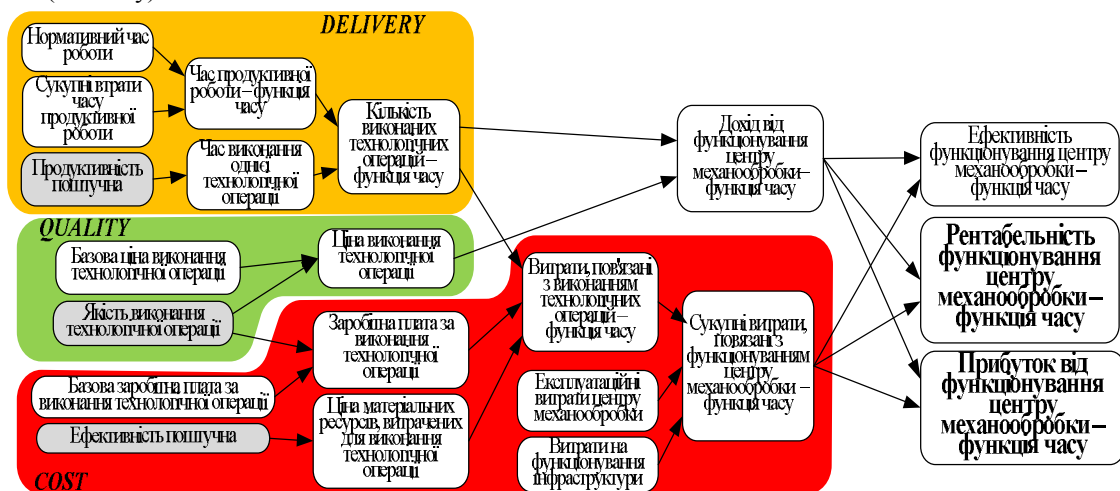 DELIVERY
Нормативний час
роботи
Сукупні втрати
часу
продуктивної
роботи
Продуктивність
поштучна
Час продуктивної
роботи – функція
часу
Час виконання
однієї
технологічної
операції
Кількість
виконаних
технологічних
операцій –
функція часу
QUALITY
Базова ціна виконання
технологічної операції
Якість виконання
технологічної операції
Ціна виконання
технологічної
операції
Базова заробітна плата за
виконання технологічної операції
Ефективність поштучна
COST
Заробітна плата за
виконання
технологічної
операції
Ціна матеріальних
ресурсів, витрачених
для виконання
технологічної
операції
Витрати, пов'язані
з виконанням
технологічних
операцій –
функція часу
Експлуатаційні
витрати центру
механообробки
Витрати на
функціонування
інфраструктури
Сукупні витрати,
пов'язані з
функціонуванням
центру
механообробки –
функція часу
Дохід від
функціонування
центру
механообробки–
функція часу
Ефективність
функціонування центру
механообробки –
функція часу
Рентабельність
функціонування
центру
механообробки–
функція часу
Прибуток від
функціонування
центру
механообробки–
функція часу